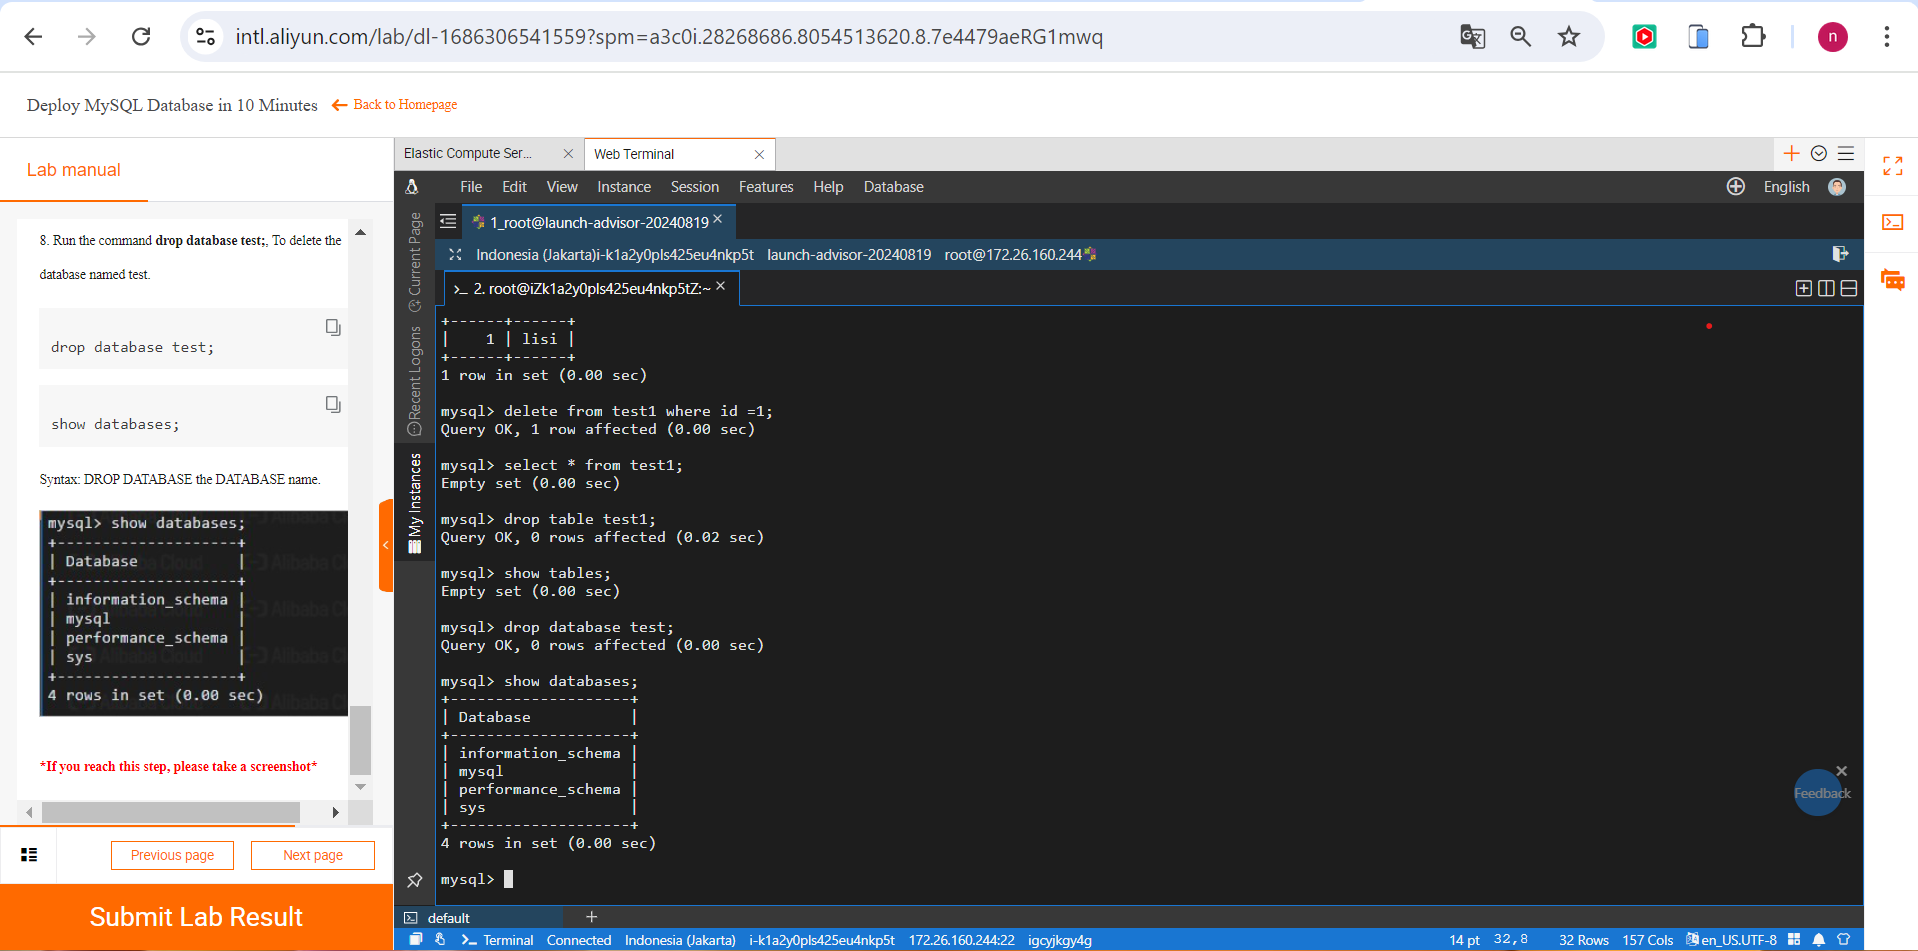 intl.aliyun.com/lab/dl-1686306541559?spm=a3c0i.28268686.8054513620.8.7e4479aeRG1mwq
n
Deploy MySQL Database in 10 Minutes
Back to Homepage
Lab manual
8. Run the command drop database test;, To delete the
database named test.
drop database test;
show databases;
Syntax: DROP DATABASE the DATABASE name.
mysql> show databases;
+--------------------+
| Database           |
+--------------------+
| information_schema |
| mysql              |
| performance_schema |
| sys                |
+--------------------+
4 rows in set (0.00 sec)
*If you reach this step, please take a screenshot*
Previous page
Next page
Submit Lab Result
Elastic Compute Ser...
Web Terminal
File Edit View Instance Session Features Help Database
English
Current Page
Recent Logons
My Instances
1_root@launch-advisor-20240819
Indonesia (Jakarta)i-k1a2y0pls425eu4nkp5t launch-advisor-20240819 root@172.26.160.244
>_ 2. root@iZk1a2y0pls425eu4nkp5tZ:~
+------+------+
|    1 | lisi |
+------+------+
1 row in set (0.00 sec)
mysql> delete from test1 where id =1;
Query OK, 1 row affected (0.00 sec)
mysql> select * from test1;
Empty set (0.00 sec)
mysql> drop table test1;
Query OK, 0 rows affected (0.02 sec)
mysql> show tables;
Empty set (0.00 sec)
mysql> drop database test;
Query OK, 0 rows affected (0.00 sec)
mysql> show databases;
+--------------------+
| Database           |
+--------------------+
| information_schema |
| mysql              |
| performance_schema |
| sys                |
+--------------------+
4 rows in set (0.00 sec)
mysql>
Feedback
default
Terminal Connected Indonesia (Jakarta) i-k1a2y0pls425eu4nkp5t 172.26.160.244:22 igcyjkgy4g
14 pt 32,8 32 Rows 157 Cols en_US.UTF-8